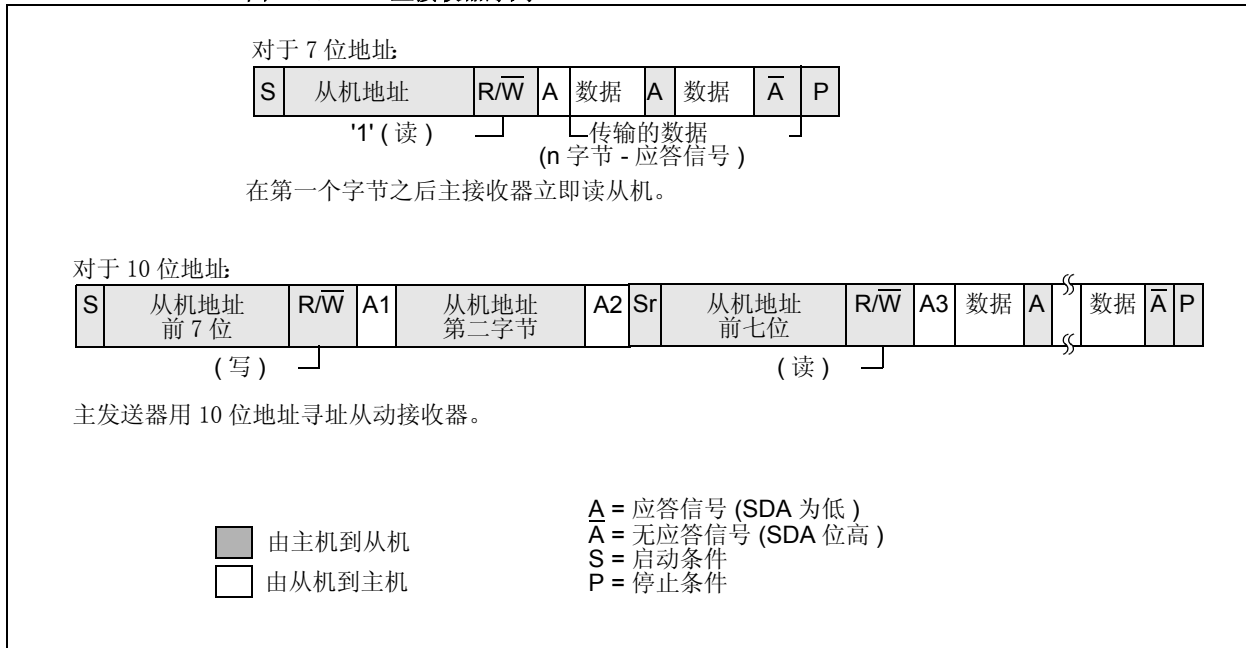 对于 7 位地址:
S 从机地址 R/W̅ A 数据 A 数据 A̅ P
'1' ( 读 ) 传输的数据
(n 字节 - 应答信号 )
在第一个字节之后主接收器立即读从机。
对于 10 位地址:
S 从机地址 前 7 位 R/W̅ A1 从机地址 第二字节 A2 Sr 从机地址 前七位 R/W̅ A3 数据 A 数据 A̅ P
( 写 ) ( 读 )
主发送器用 10 位地址寻址从动接收器。
由主机到从机
由从机到主机
A = 应答信号 (SDA 为低 )
A̅ = 无应答信号 (SDA 位高 )
S = 启动条件
P = 停止条件